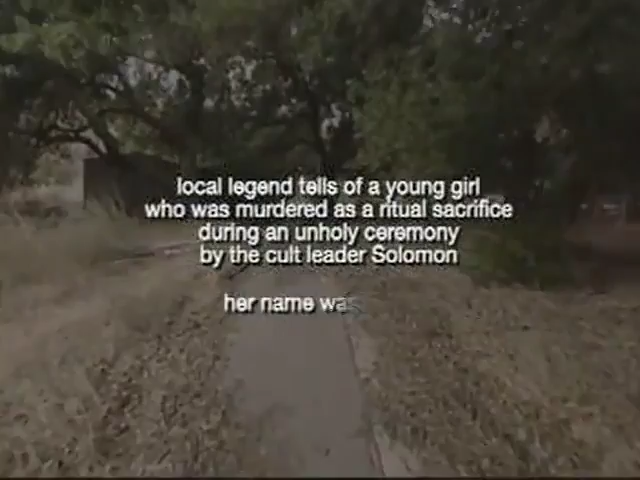 local legend tells of a young girl
who was murdered as a ritual sacrifice
during an unholy ceremony
by the cult leader Solomon
her name was